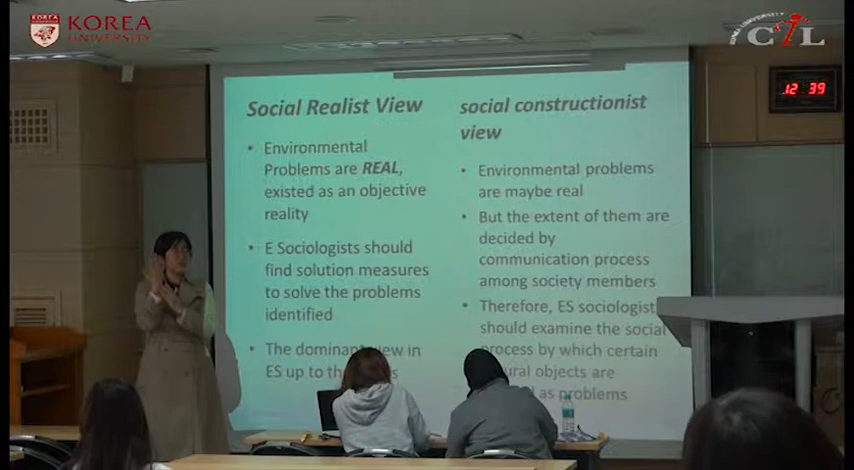 KOREA
UNIVERSITY
CTL
12 39
Social Realist View
• Environmental
Problems are REAL,
existed as an objective
reality
• E Sociologists should
find solution measures
to solve the problems
identified
• The dominant view in
ES up to the
social constructionist
view
• Environmental problems
are maybe real
• But the extent of them are
decided by
communication process
among society members
• Therefore, ES sociologist
should examine the social
process by which certain
objects are
as problems